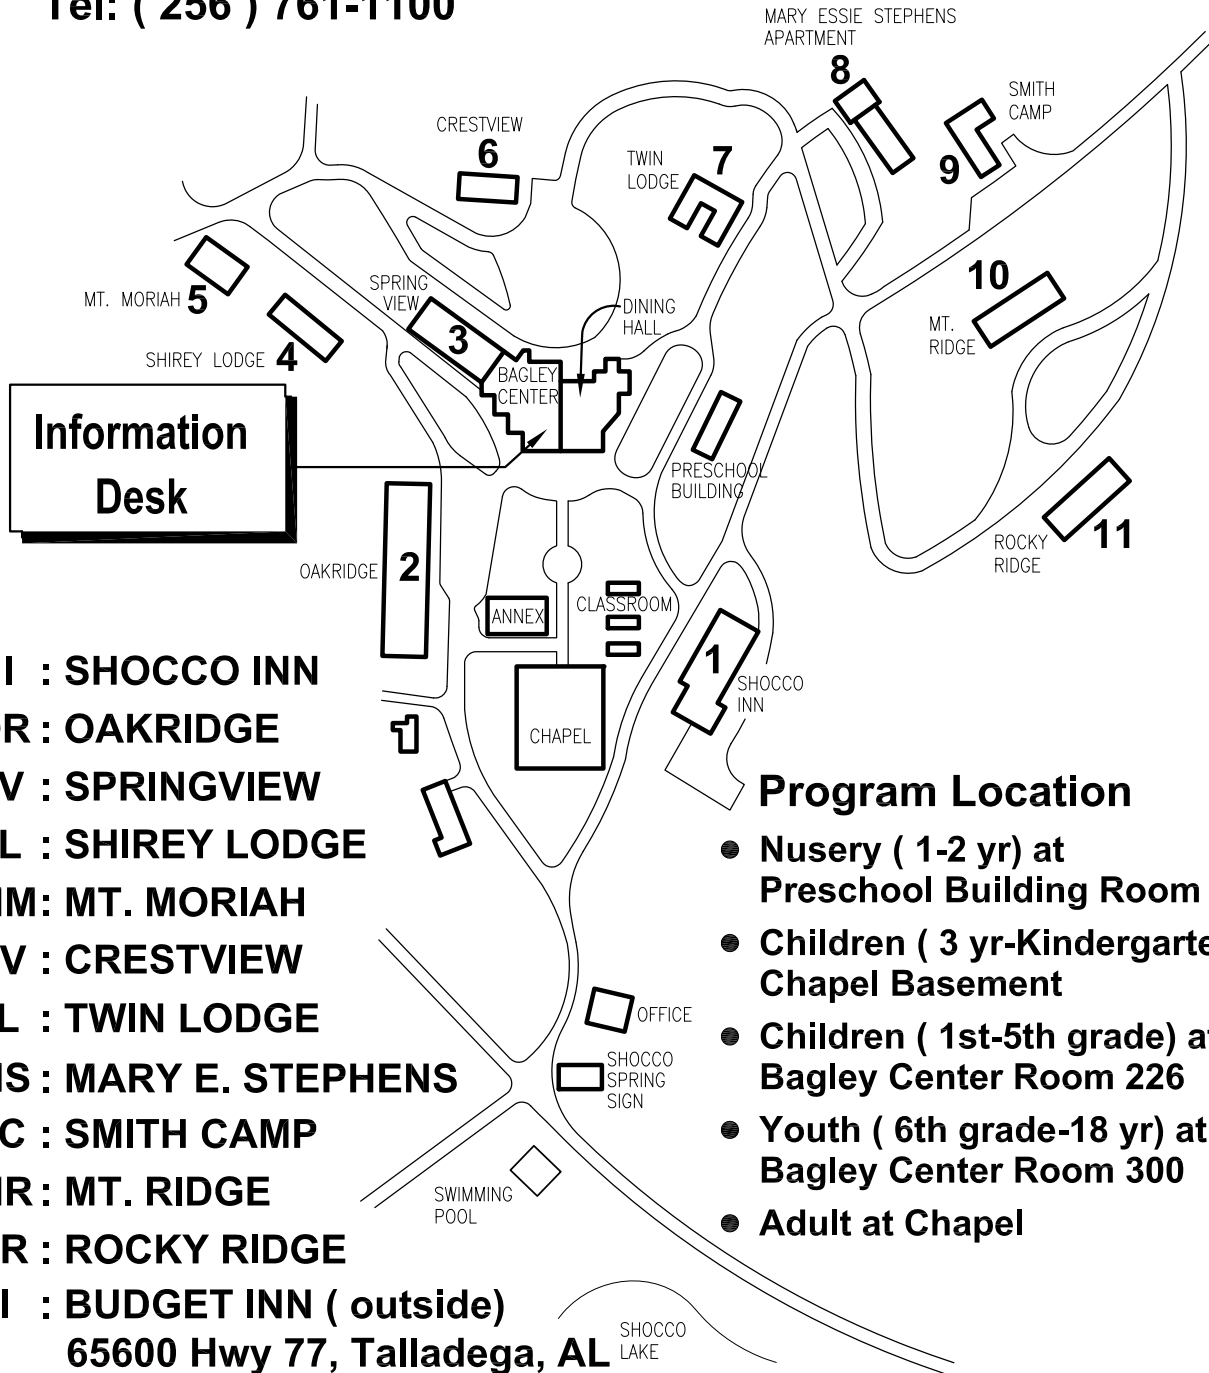 Tel: ( 256 ) 761-1100
MARY ESSIE STEPHENS
APARTMENT
8
SMITH
CAMP
9
CRESTVIEW
6
TWIN
LODGE
7
10
MT.
RIDGE
MT. MORIAH 5
SPRING
VIEW
3
DINING
HALL
SHIREY LODGE 4
BAGLEY
CENTER
Information
Desk
PRESCHOOL
BUILDING
ROCKY
RIDGE
11
OAKRIDGE 2
ANNEX
CLASSROOM
1
SHOCCO
INN
CHAPEL
I : SHOCCO INN
OR : OAKRIDGE
V : SPRINGVIEW
L : SHIREY LODGE
MM: MT. MORIAH
V : CRESTVIEW
L : TWIN LODGE
MS : MARY E. STEPHENS
C : SMITH CAMP
MR : MT. RIDGE
R : ROCKY RIDGE
I : BUDGET INN ( outside)
65600 Hwy 77, Talladega, AL
Program Location
● Nusery ( 1-2 yr) at
Preschool Building Room
● Children ( 3 yr-Kindergarte
Chapel Basement
● Children ( 1st-5th grade) at
Bagley Center Room 226
● Youth ( 6th grade-18 yr) at
Bagley Center Room 300
● Adult at Chapel
OFFICE
SHOCCO
SPRING
SIGN
SWIMMING
POOL
SHOCCO
LAKE